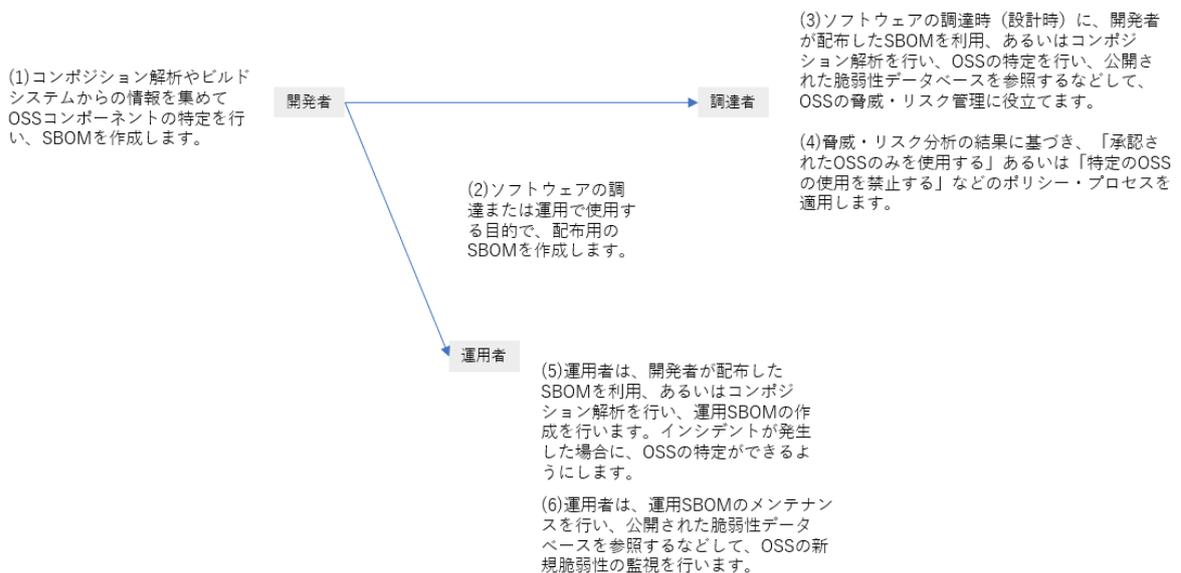 (1)コンポジション解析やビルド
システムからの情報を集めて
OSSコンポーネントの特定を行
い、SBOMを作成します。
開発者
調達者
(3)ソフトウェアの調達時（設計時）に、開発者
が配布したSBOMを利用、あるいはコンポジ
ション解析を行い、OSSの特定を行い、公開さ
れた脆弱性データベースを参照するなどして、
OSSの脅威・リスク管理に役立てます。
(4)脅威・リスク分析の結果に基づき、「承認さ
れたOSSのみを使用する」あるいは「特定のOSS
の使用を禁止する」などのポリシー・プロセスを
適用します。
(2)ソフトウェアの調
達または運用で使用す
る目的で、配布用の
SBOMを作成します。
運用者
(5)運用者は、開発者が配布した
SBOMを利用、あるいはコンポジ
ション解析を行い、運用SBOMの作
成を行います。インシデントが発生
した場合に、OSSの特定ができるよ
うにします。
(6)運用者は、運用SBOMのメンテナン
スを行い、公開された脆弱性データ
ベースを参照するなどして、OSSの新
規脆弱性の監視を行います。